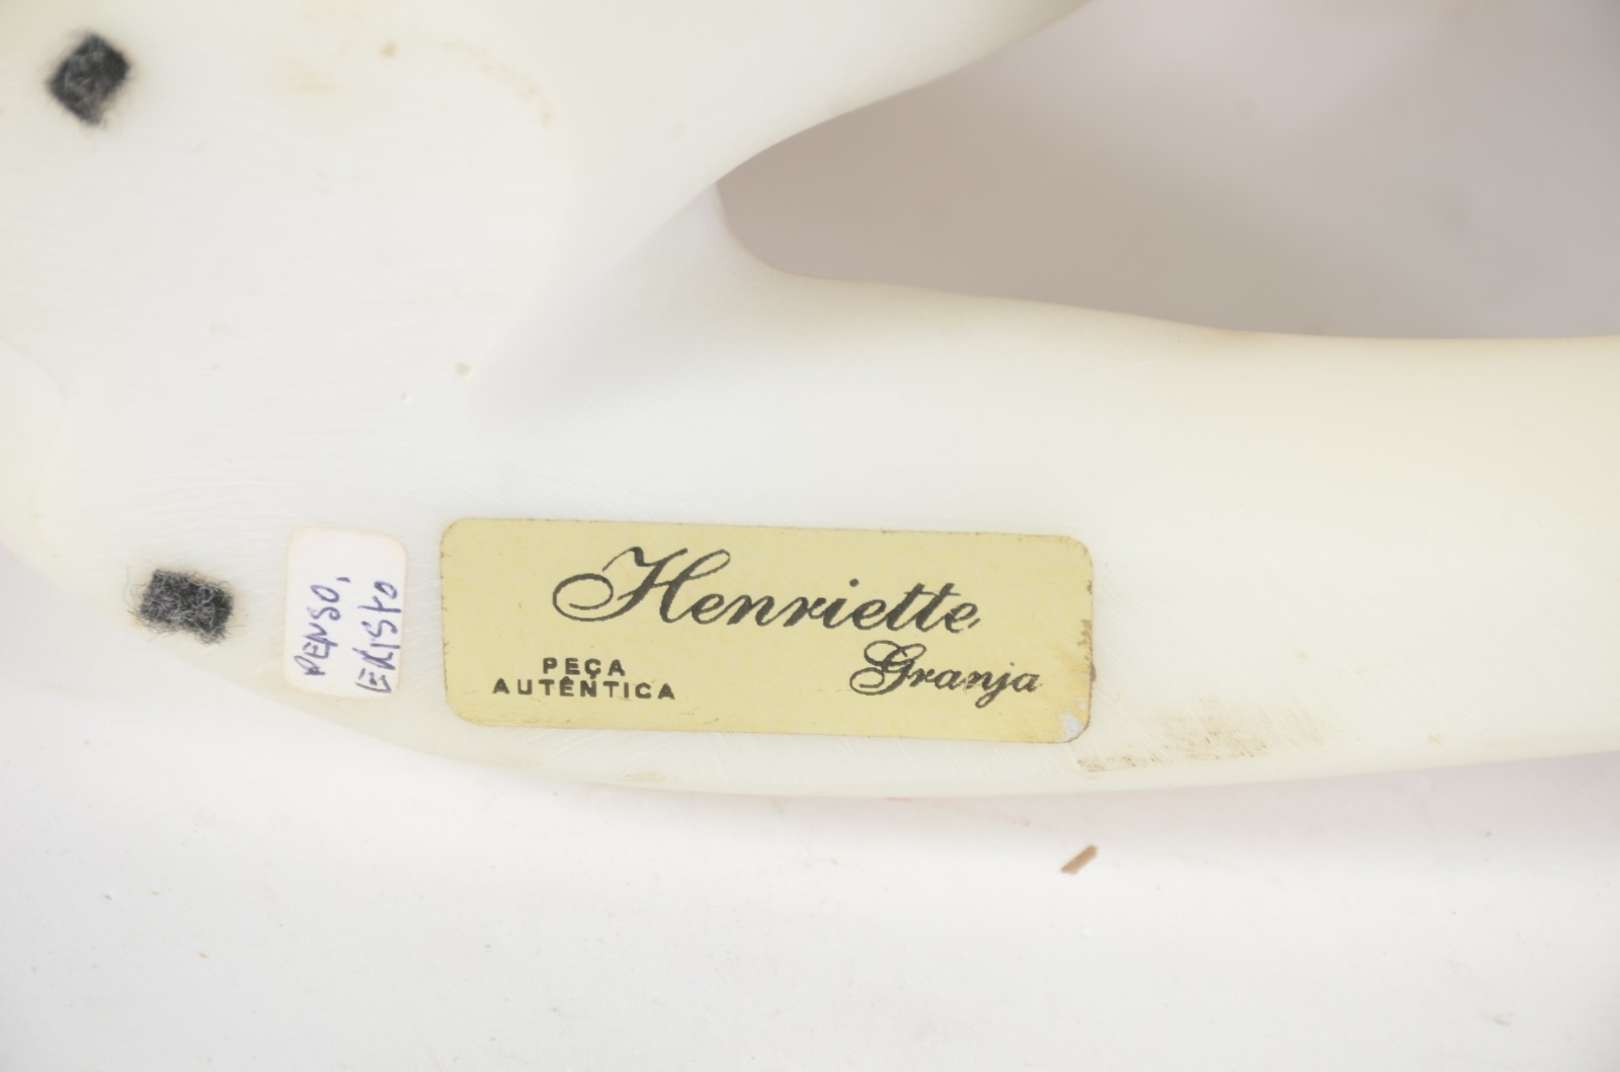 PENSO,
EXISTO
Henriette
Granja
PEÇA
AUTÊNTICA